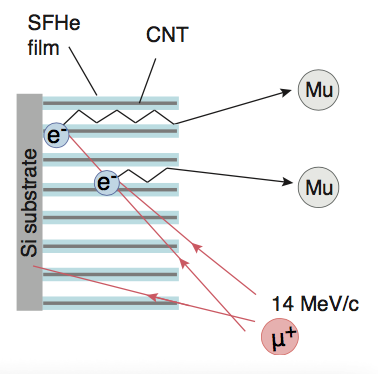 SFHe
film
CNT
Mu
e-
e-
Mu
Si substrate
14 MeV/c
μ+